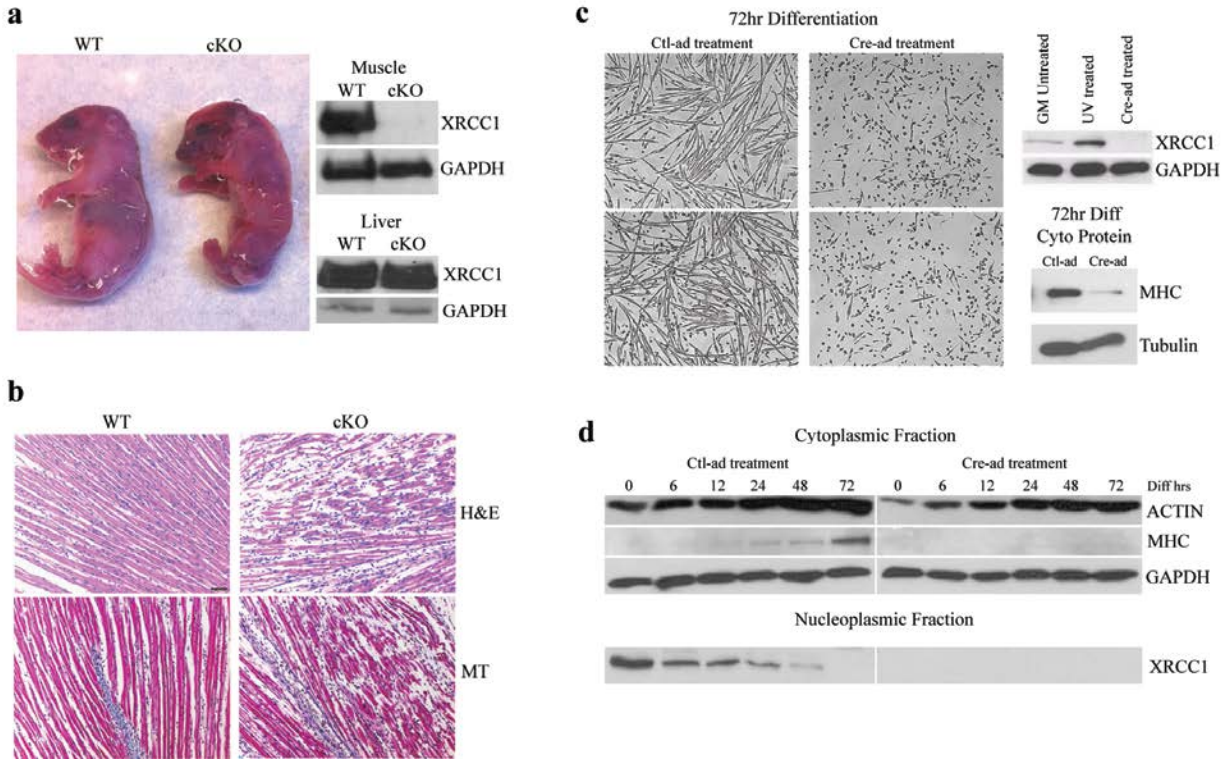 a
WT cKO
Muscle
WT cKO
XRCC1
GAPDH
Liver
WT cKO
XRCC1
GAPDH
b
WT cKO
H&E
MT
c
72hr Differentiation
Ctl-ad treatment Cre-ad treatment
GM Untreated
UV treated
Cre-ad treated
XRCC1
GAPDH
72hr Diff
Cyto Protein
Ctl-ad Cre-ad
MHC
Tubulin
d
Cytoplasmic Fraction
Ctl-ad treatment Cre-ad treatment
0 6 12 24 48 72 0 6 12 24 48 72 Diff hrs
ACTIN
MHC
GAPDH
Nucleoplasmic Fraction
XRCC1